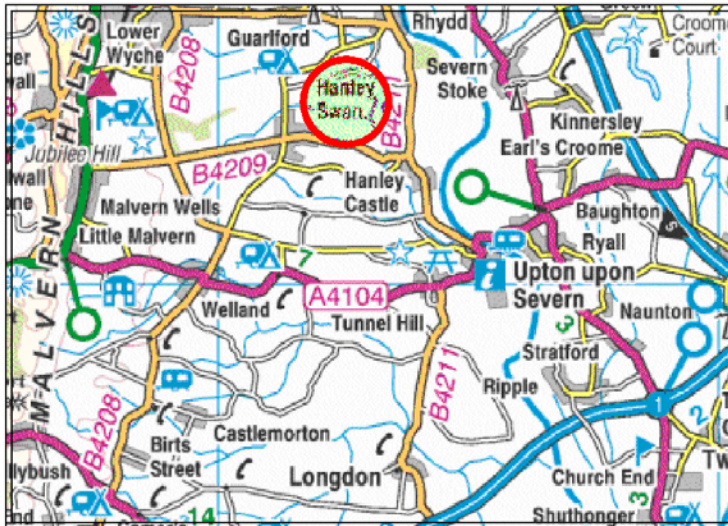 Lower
Wyche
B4208
Guarlford
Rhydd
Court
Hanley
Swan
B4211
Severn
Stoke
Kinnersley
Earl's Croome
HILLS
Jubilee Hill
B4209
Hanley
Castle
Malvern Wells
Baughton
Little Malvern
7
Ryall
5
MALVERN
i
Upton upon
Severn
Welland
A4104
Tunnel Hill
3
Naunton
Stratford
B4211
Ripple
1
2
B4208
Birts
Street
Castlemorton
Longdon
Church End
3
14
Shuthonger